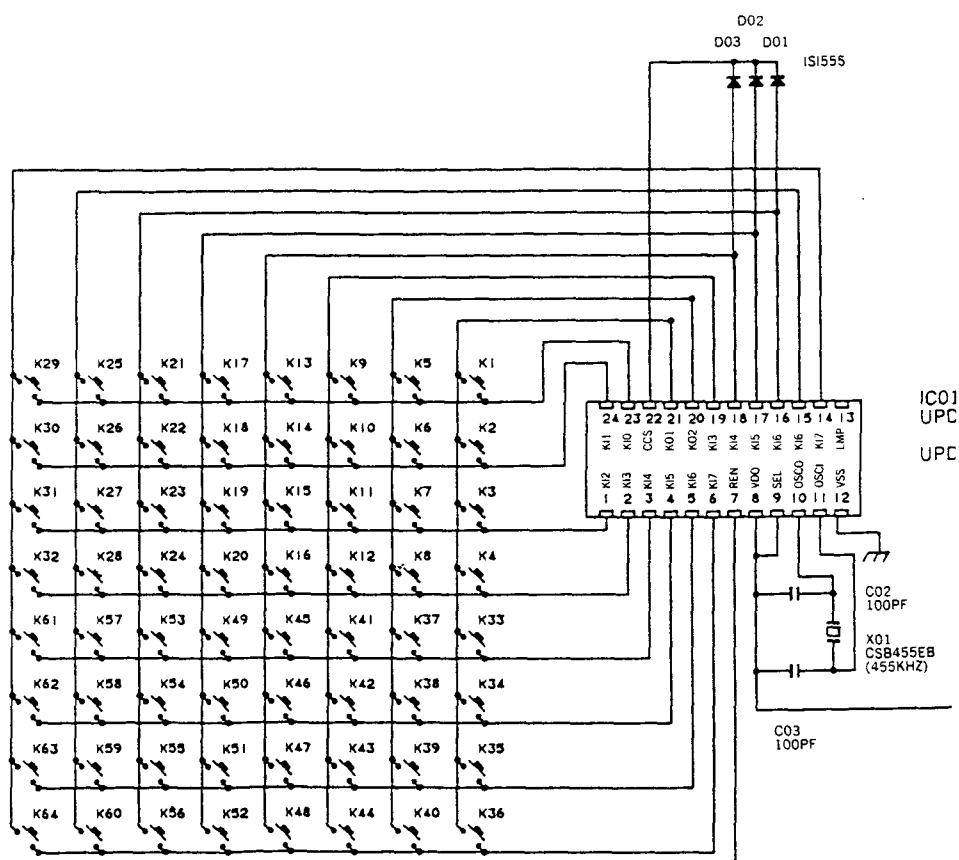 D02
D03 D01
ISI555
K29 K25 K21 K17 K13 K9 K5 K1
K30 K26 K22 K18 K14 K10 K6 K2
K31 K27 K23 K19 K15 K11 K7 K3
K32 K28 K24 K20 K16 K12 K8 K4
K61 K57 K53 K49 K45 K41 K37 K33
K62 K58 K54 K50 K46 K42 K38 K34
K63 K59 K55 K51 K47 K43 K39 K35
K64 K60 K56 K52 K48 K44 K40 K36
24 23 22 21 20 19 18 17 16 15 14 13
KI1 KI0 CCS KO1 KO2 KI3 KI4 KI5 KI6 KI6 KI7 LMP
KI2 KI3 KI4 KI5 KI6 KI7 REN VDO SEL OSCO OSCI VSS
1 2 3 4 5 6 7 8 9 10 11 12
IC01
UPD
UPD
C02
100PF
X01
CSB455EB
(455KHZ)
C03
100PF